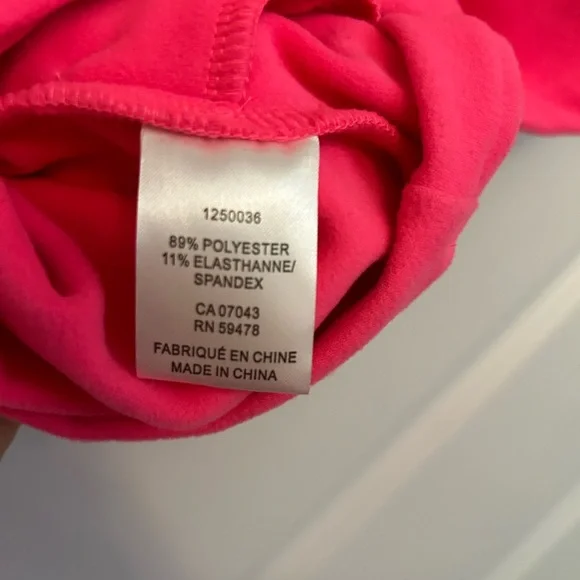 1250036
89% POLYESTER
11% ELASTHANNE/
SPANDEX
CA 07043
RN 59478
FABRIQUÉ EN CHINE
MADE IN CHINA